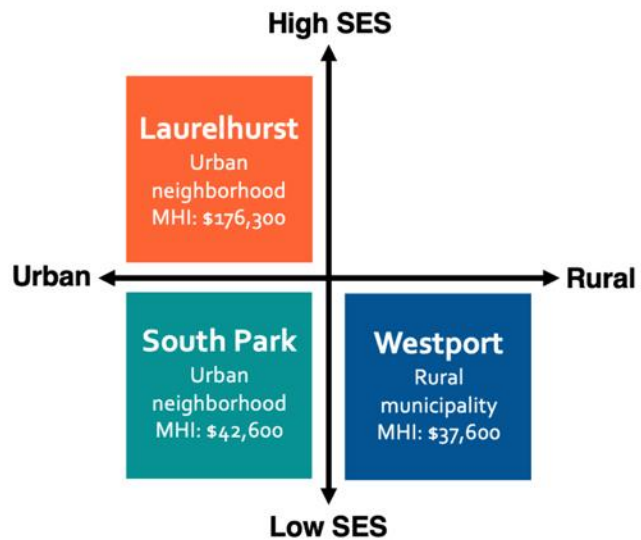 High SES
Laurelhurst
Urban
neighborhood
MHI: $176,300
Urban
Rural
South Park
Urban
neighborhood
MHI: $42,600
Westport
Rural
municipality
MHI: $37,600
Low SES